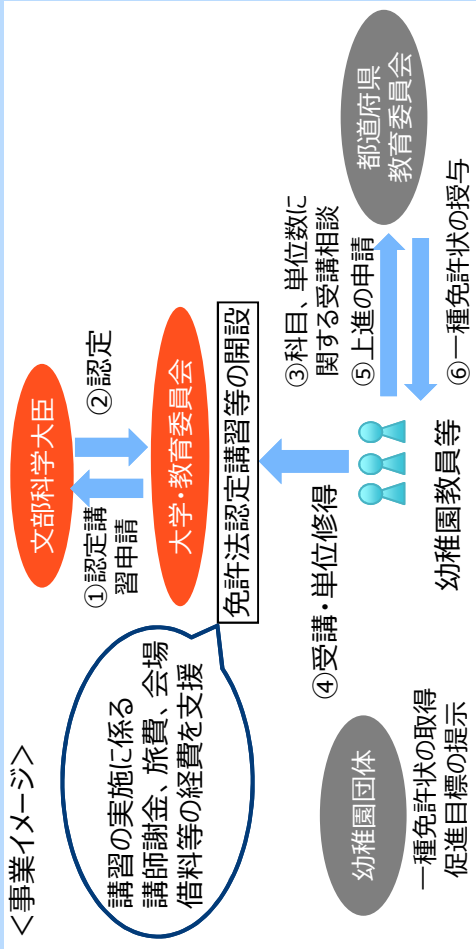 ＜事業イメージ＞
講習の実施に係る
講師謝金、旅費、会場
借料等の経費を支援
文部科学大臣
①認定講
習申請
②認定
大学・教育委員会
免許法認定講習等の開設
④受講・単位修得
③科目、単位数に
関する受講相談
⑤上進の申請
⑥一種免許状の授与
都道府県
教育委員会
幼稚園教員等
幼稚園団体
一種免許状の取得
促進目標の提示